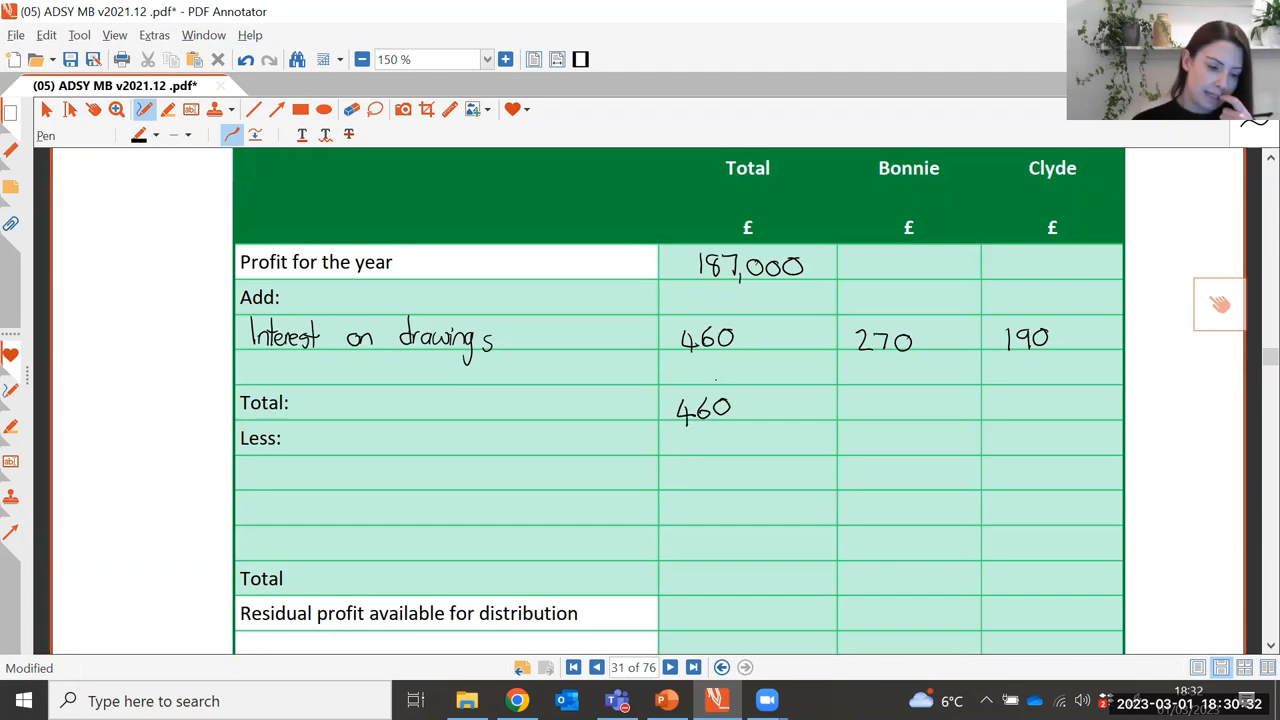 (05) ADSY MB v2021.12 .pdf* - PDF Annotator
File Edit Tool View Extras Window Help
150 %
(05) ADSY MB v2021.12 .pdf*
Pen
Total Bonnie Clyde
£ £ £
Profit for the year 187,000
Add:
Interest on drawings 460 270 190
Total: 460
Less:
Total
Residual profit available for distribution
Modified
31 of 76
Type here to search
6°C
18:32
2023-03-01 18:30:32